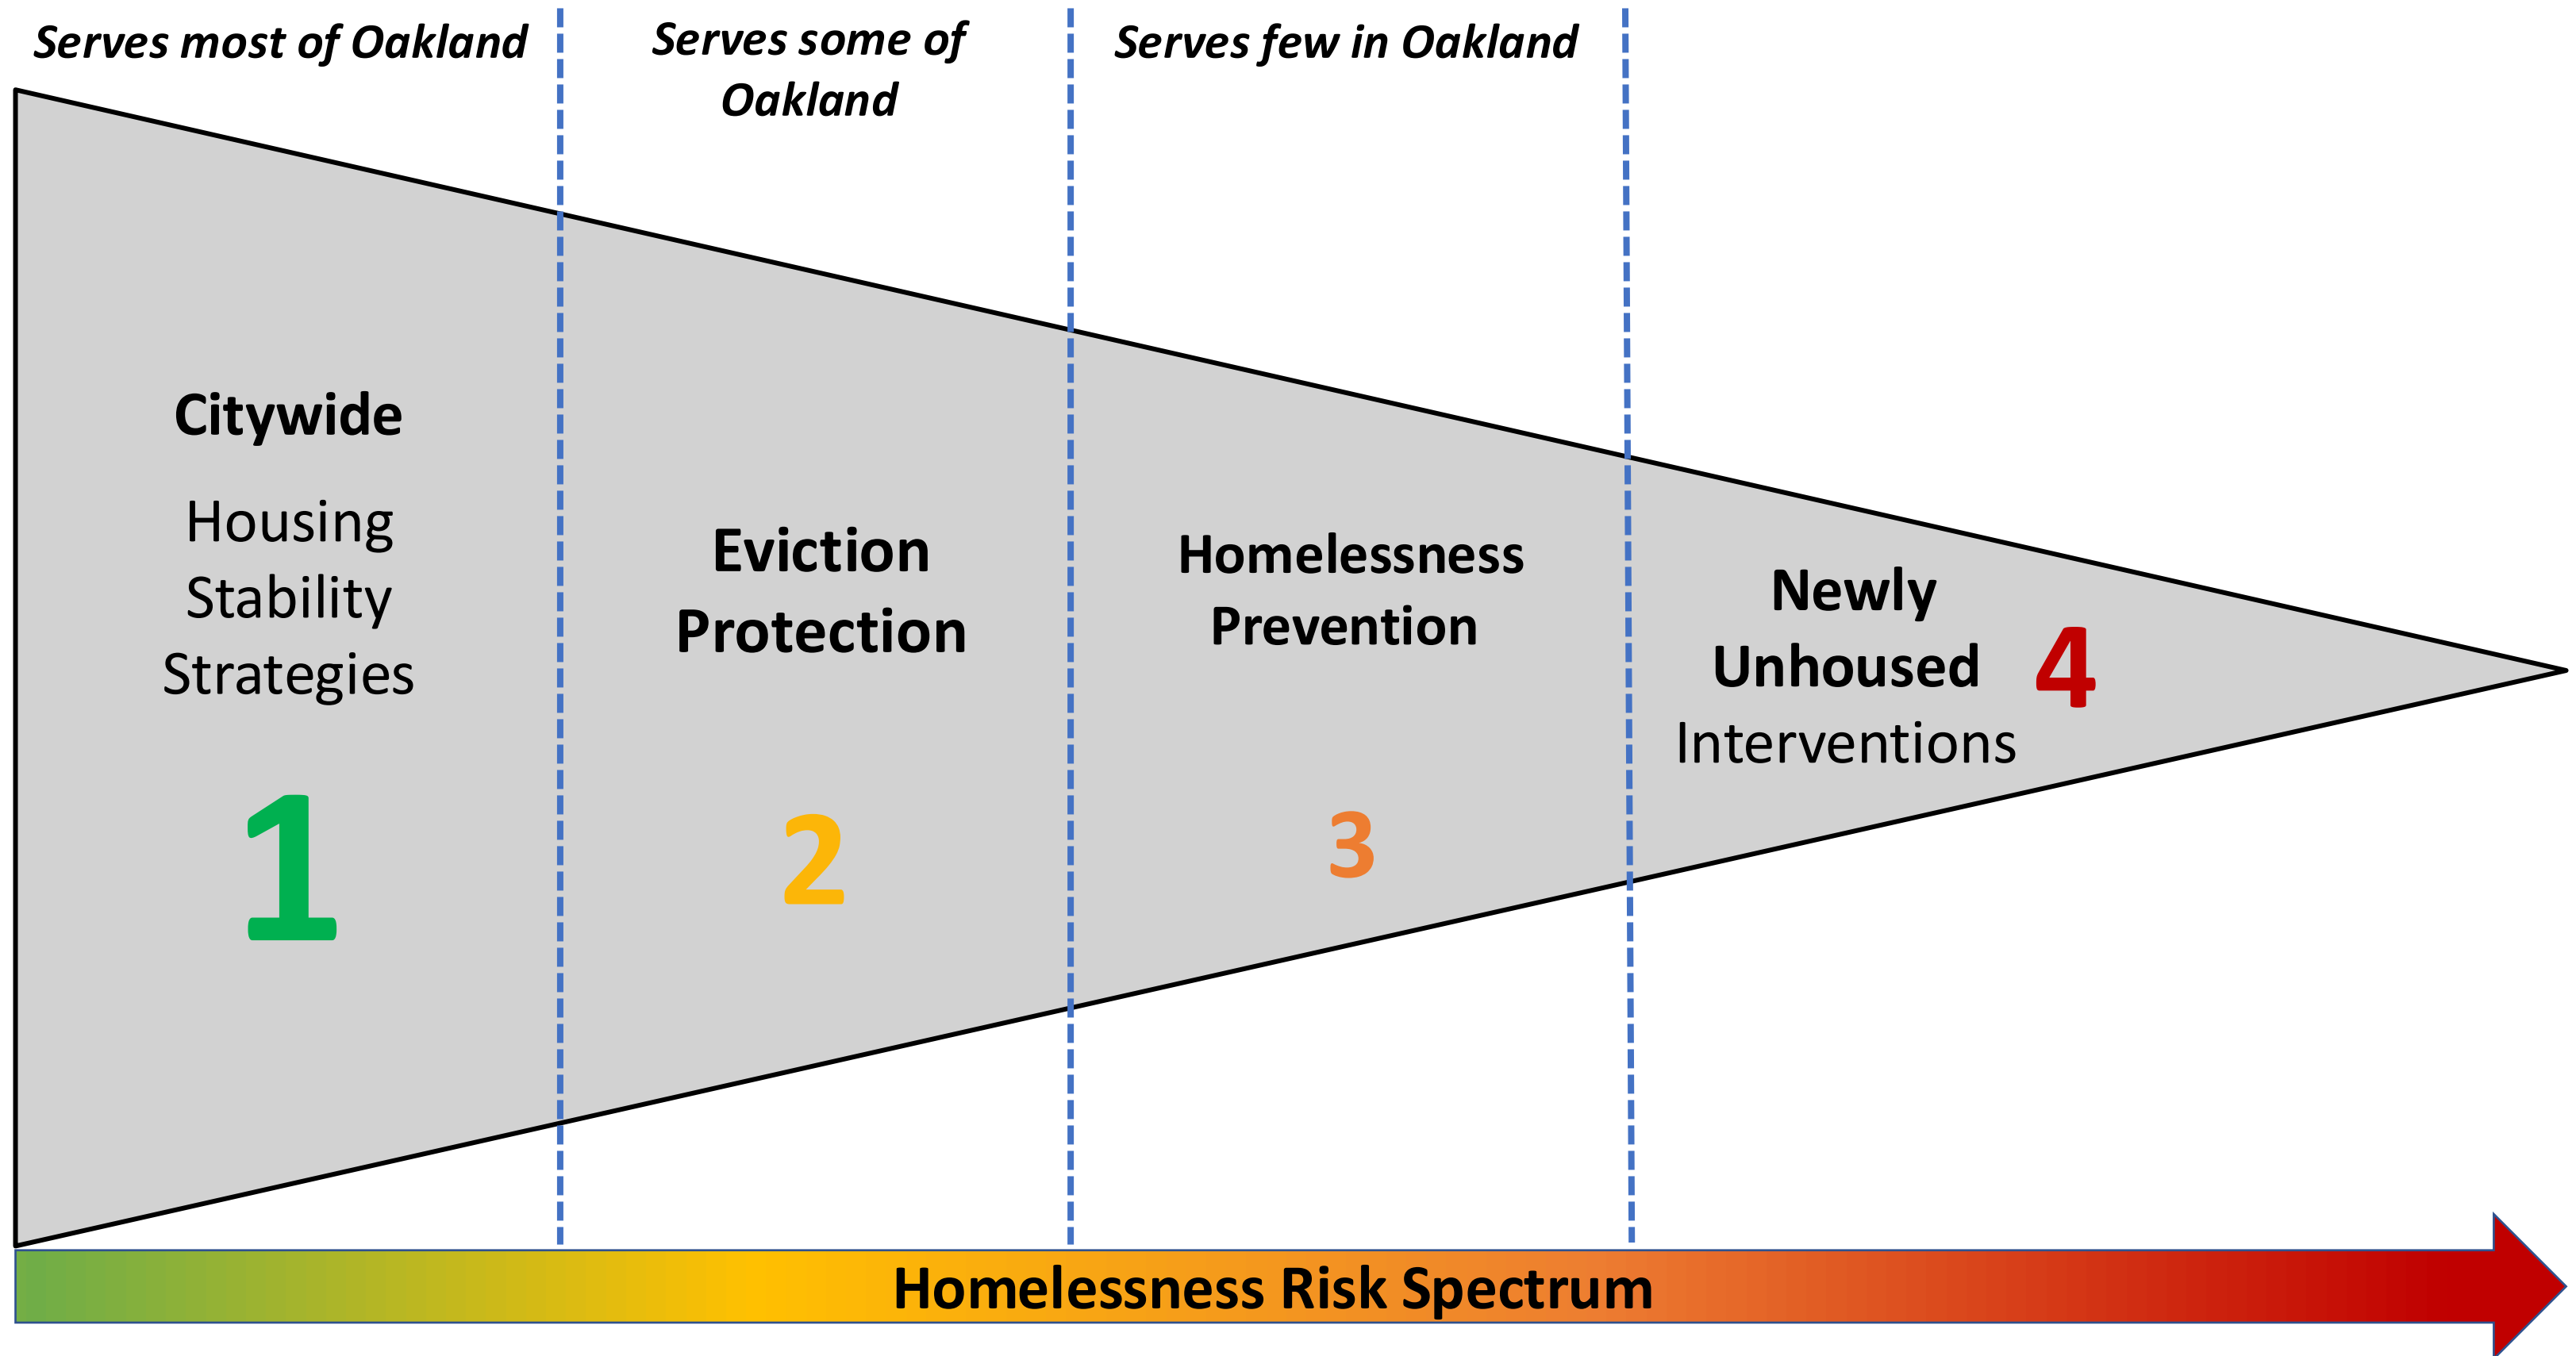 Serves most of Oakland
Serves some of
Oakland
Serves few in Oakland
Citywide
Housing
Stability
Strategies
1
Eviction
Protection
2
Homelessness
Prevention
3
Newly
Unhoused
Interventions
4
Homelessness Risk Spectrum